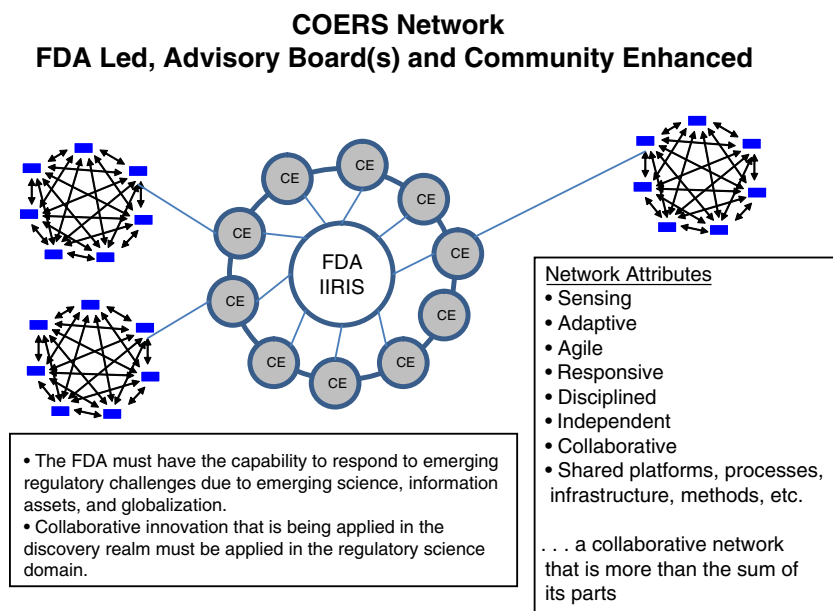 COERS Network
FDA Led, Advisory Board(s) and Community Enhanced
CE
CE
CE
CE
CE
FDA
IIRIS
CE
CE
CE
CE
CE
Network Attributes
• Sensing
• Adaptive
• Agile
• Responsive
• Disciplined
• Independent
• Collaborative
• Shared platforms, processes,
infrastructure, methods, etc.
. . . a collaborative network
that is more than the sum of
its parts
• The FDA must have the capability to respond to emerging
regulatory challenges due to emerging science, information
assets, and globalization.
• Collaborative innovation that is being applied in the
discovery realm must be applied in the regulatory science
domain.